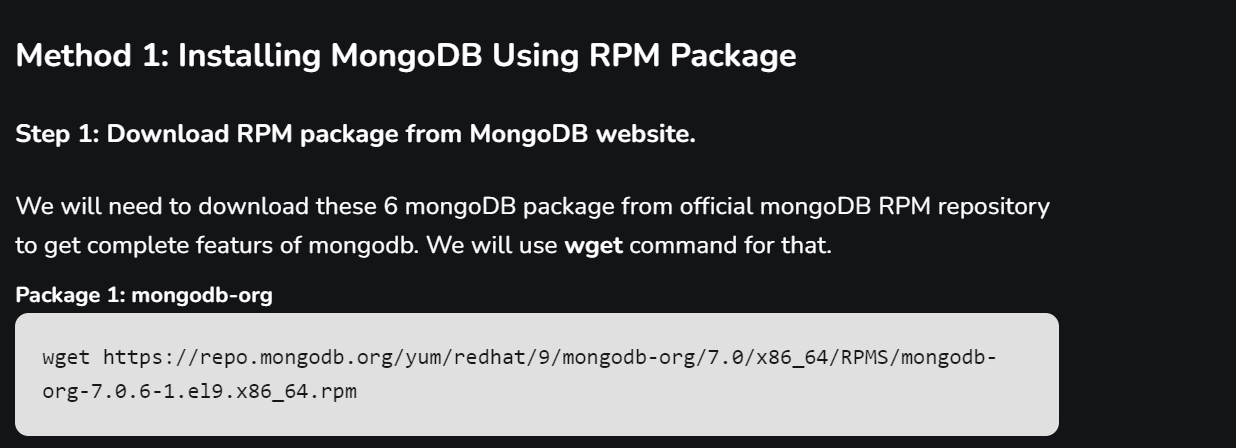 Method 1: Installing MongoDB Using RPM Package
Step 1: Download RPM package from MongoDB website.
We will need to download these 6 mongoDB package from official mongoDB RPM repository
to get complete featurs of mongodb. We will use wget command for that.
Package 1: mongodb-org
wget https://repo.mongodb.org/yum/redhat/9/mongodb-org/7.0/x86_64/RPMS/mongodb-
org-7.0.6-1.el9.x86_64.rpm